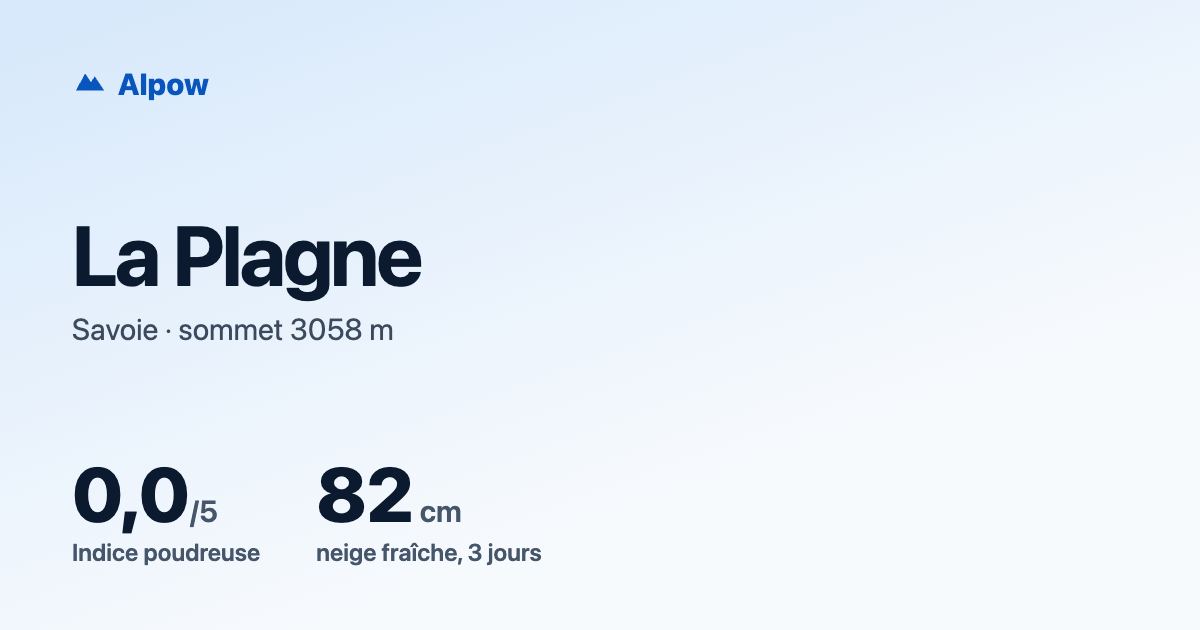 Alpow
La Plagne
Savoie · sommet 3058 m
0,0/5
82 cm
Indice poudreuse
neige fraîche, 3 jours